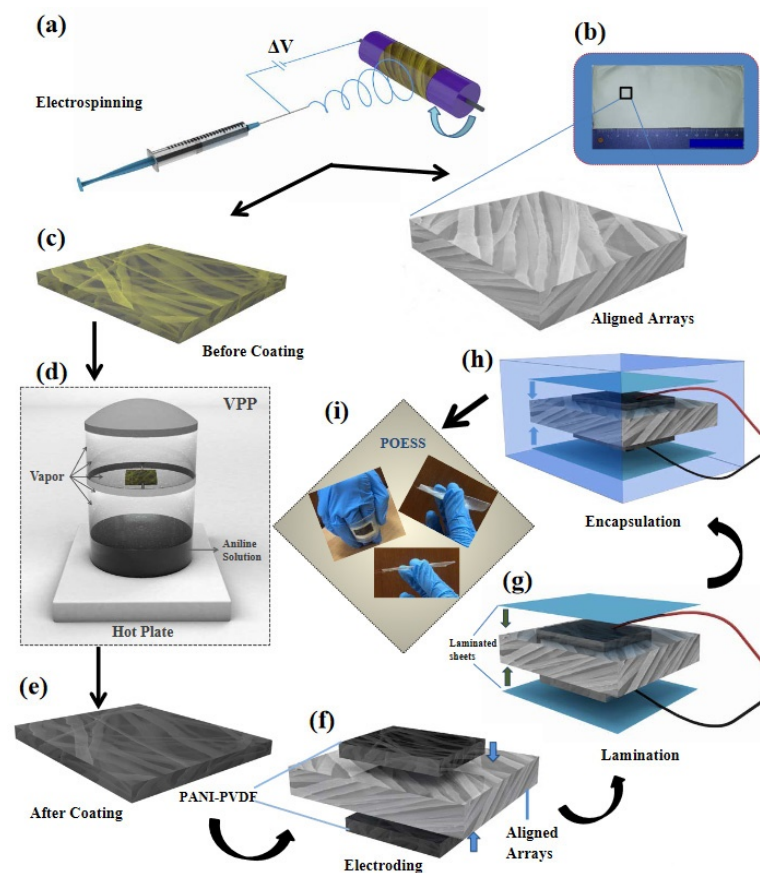 (a)
ΔV
Electrospinning
(b)
Aligned Arrays
(c)
Before Coating
(d)
VPP
Vapor
Aniline
Solution
Hot Plate
(e)
After Coating
(f)
PANI-PVDF
Electroding
Aligned
Arrays
(g)
Laminated
sheets
Lamination
(h)
Encapsulation
(i)
POESS